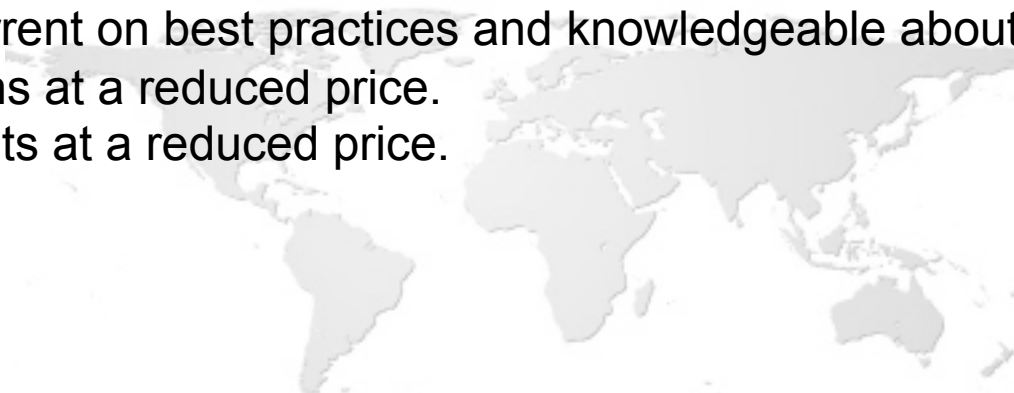 rrent on best practices and knowledgeable about
ns at a reduced price.
ts at a reduced price.